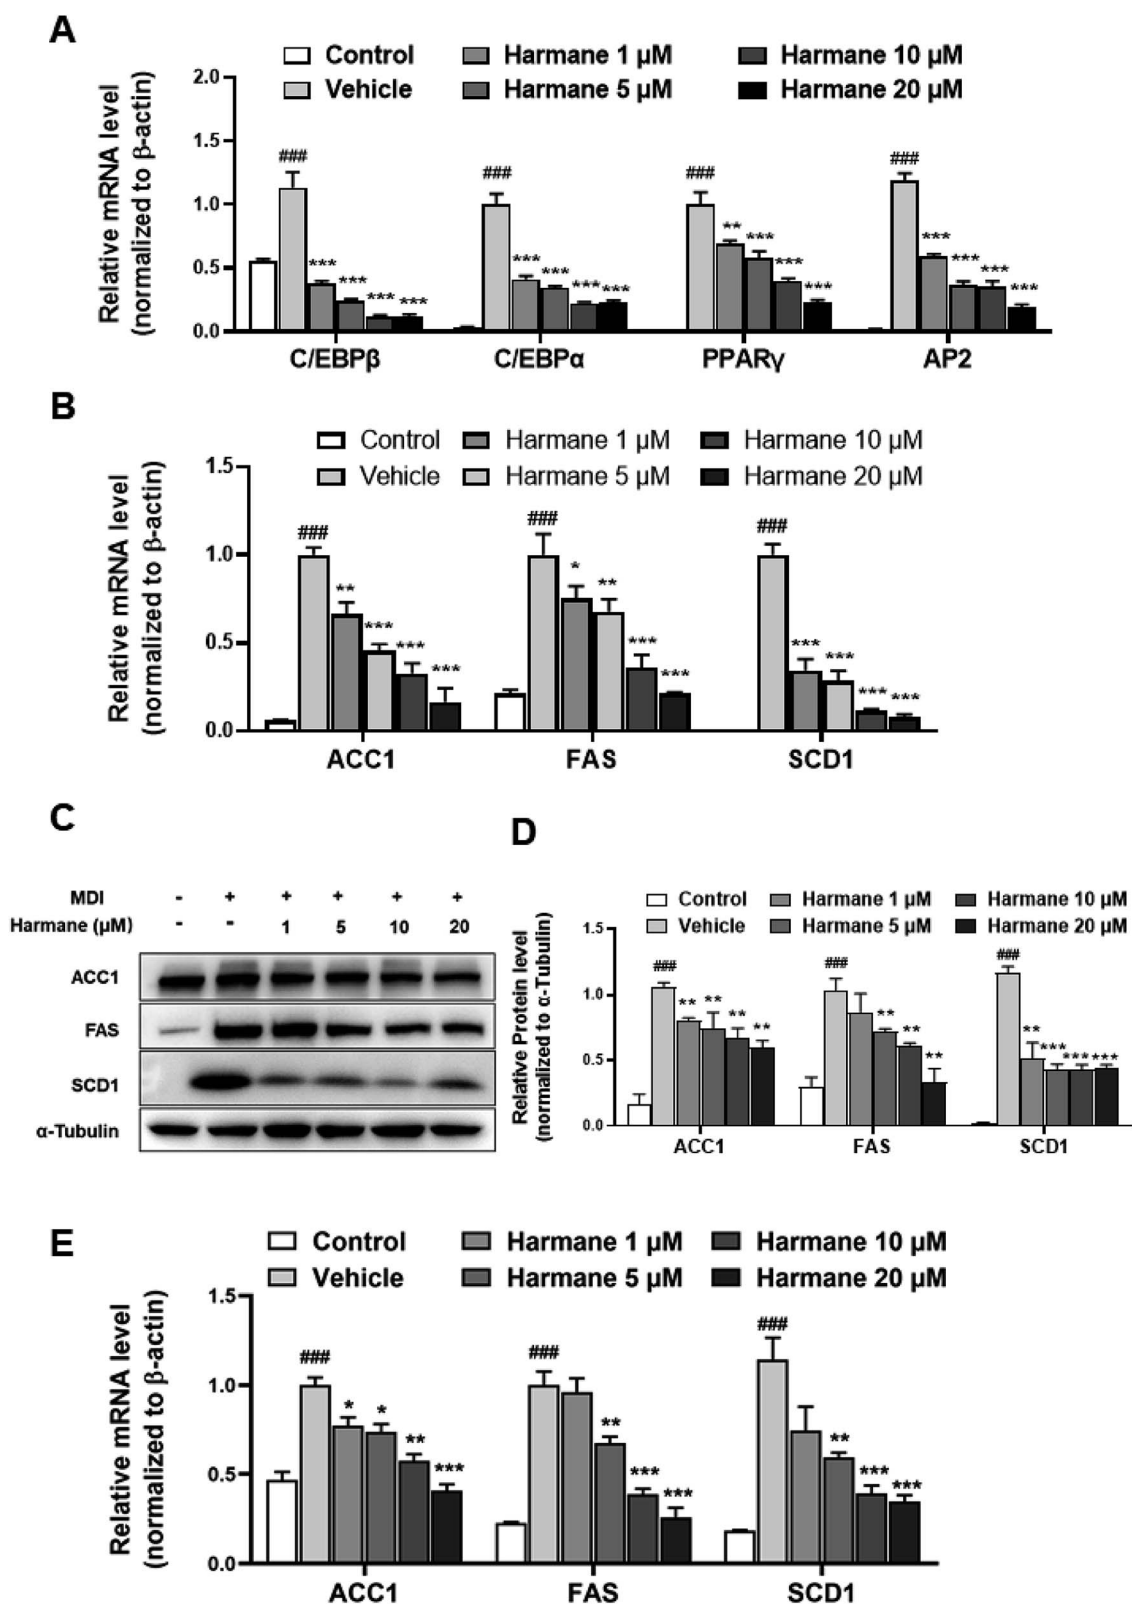 A
Control Harmane 1 μM Harmane 10 μM
Vehicle Harmane 5 μM Harmane 20 μM
Relative mRNA level
(normalized to β-actin)
2.0
1.5
1.0
0.5
0.0
### ### ### ###
*** *** *** ***
*** *** *** ***
** *** *** ***
*** *** *** ***
C/EBPβ C/EBPα PPARγ AP2
B
Control Harmane 1 μM Harmane 10 μM
Vehicle Harmane 5 μM Harmane 20 μM
Relative mRNA level
(normalized to β-actin)
1.5
1.0
0.5
0.0
### ### ###
** *** *** ***
* ** *** ***
*** *** *** ***
ACC1 FAS SCD1
C
MDI - + + + + +
Harmane (μM) - - 1 5 10 20
ACC1
FAS
SCD1
α-Tubulin
D
Control Harmane 1 μM Harmane 10 μM
Vehicle Harmane 5 μM Harmane 20 μM
Relative Protein level
(normalized to α-Tubulin)
1.5
1.0
0.5
0.0
### ### ###
** ** ** **
** ** **
** *** *** ***
ACC1 FAS SCD1
E
Control Harmane 1 μM Harmane 10 μM
Vehicle Harmane 5 μM Harmane 20 μM
Relative mRNA level
(normalized to β-actin)
1.5
1.0
0.5
0.0
### ### ###
* * ** ***
** *** ***
** *** ***
ACC1 FAS SCD1